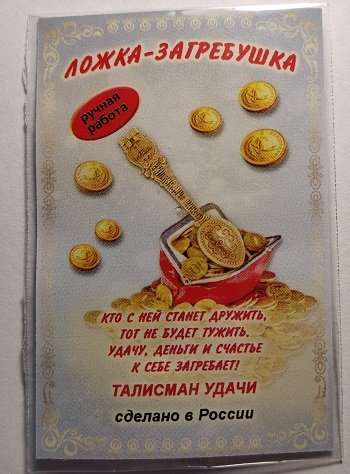 ЛОЖКА-ЗАГРЕБУШКА
ручная
работа
КТО С НЕЙ СТАНЕТ ДРУЖИТЬ,
ТОТ НЕ БУДЕТ ТУЖИТЬ.
УДАЧУ, ДЕНЬГИ И СЧАСТЬЕ
К СЕБЕ ЗАГРЕБАЕТ!
ТАЛИСМАН УДАЧИ
сделано в России